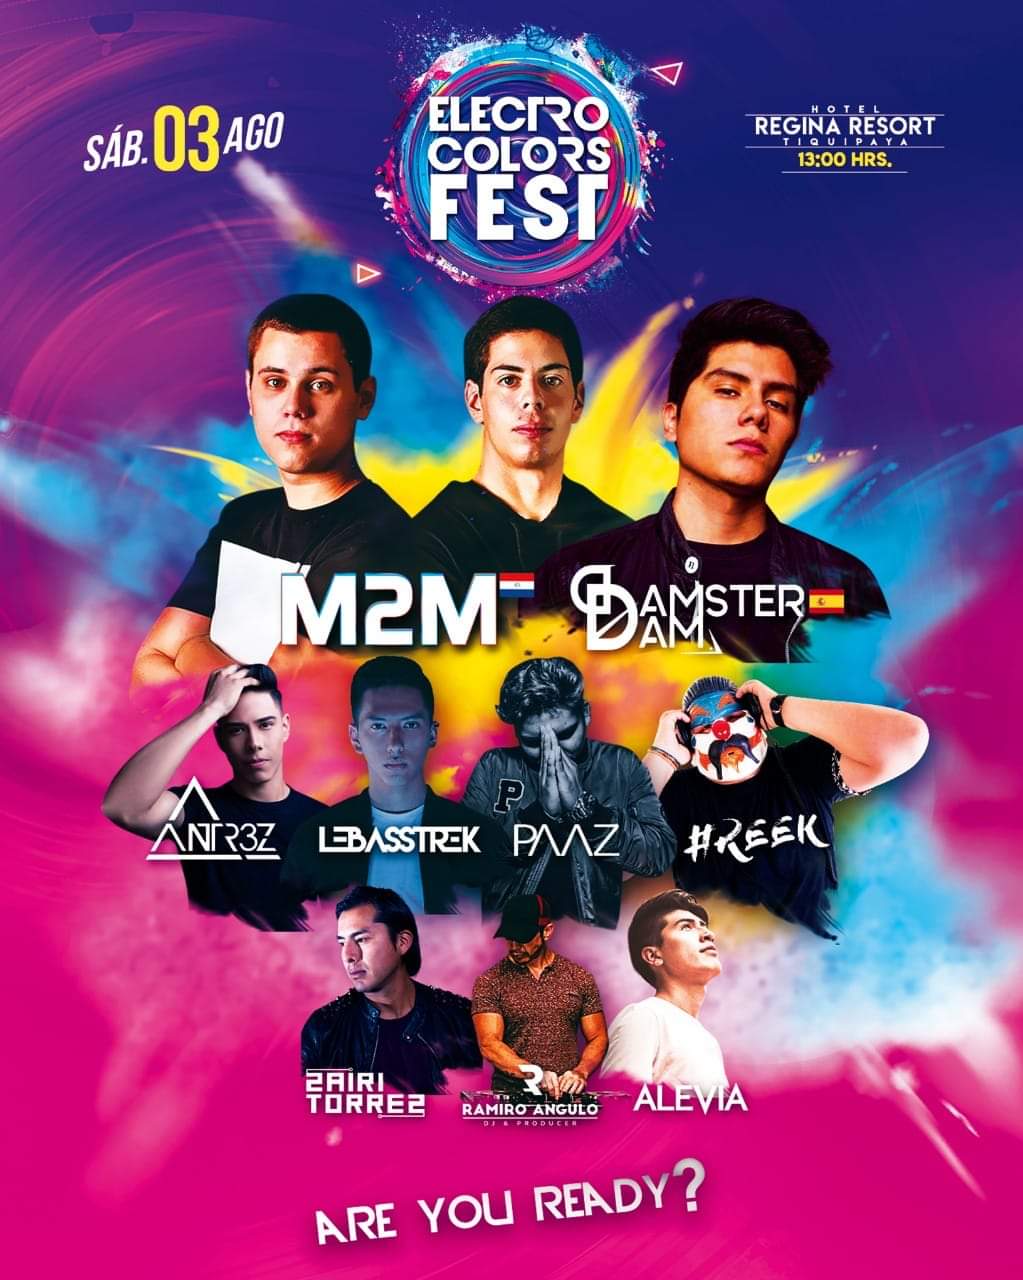 SÁB. 03 AGO
ELECTRO
COLORS
FEST
HOTEL
REGINA RESORT
TIQUIPAYA
13:00 HRS.
M2M
DAMSTER
DAM
P
ANTR3Z
LEBASSTREK
PAAZ
#REEK
ZAIRI
TORREZ
R
RAMIRO ANGULO
DJ & PRODUCER
ALEVIA
ARE YOU READY?